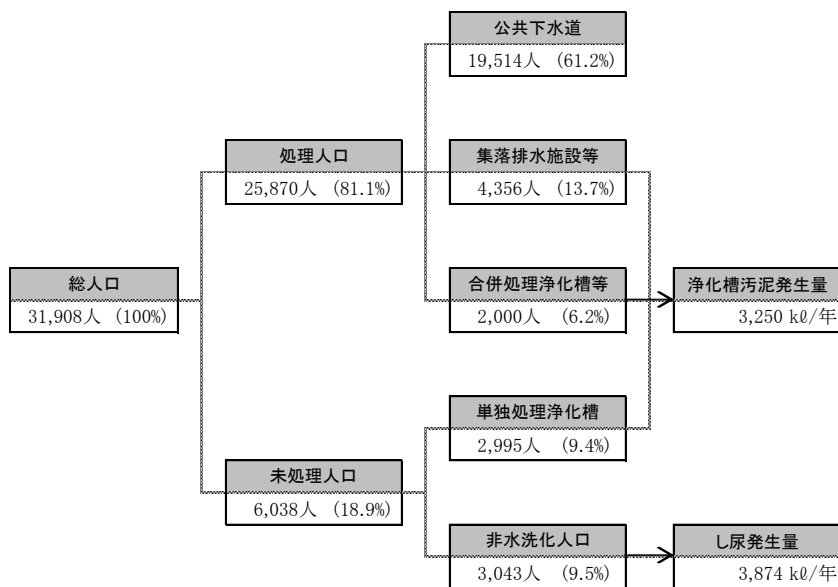 公共下水道
19,514人 (61.2%)
処理人口
25,870人 (81.1%)
集落排水施設等
4,356人 (13.7%)
総人口
31,908人 (100%)
合併処理浄化槽等
2,000人 (6.2%)
浄化槽汚泥発生量
3,250 kℓ/年
単独処理浄化槽
2,995人 (9.4%)
未処理人口
6,038人 (18.9%)
非水洗化人口
3,043人 (9.5%)
し尿発生量
3,874 kℓ/年